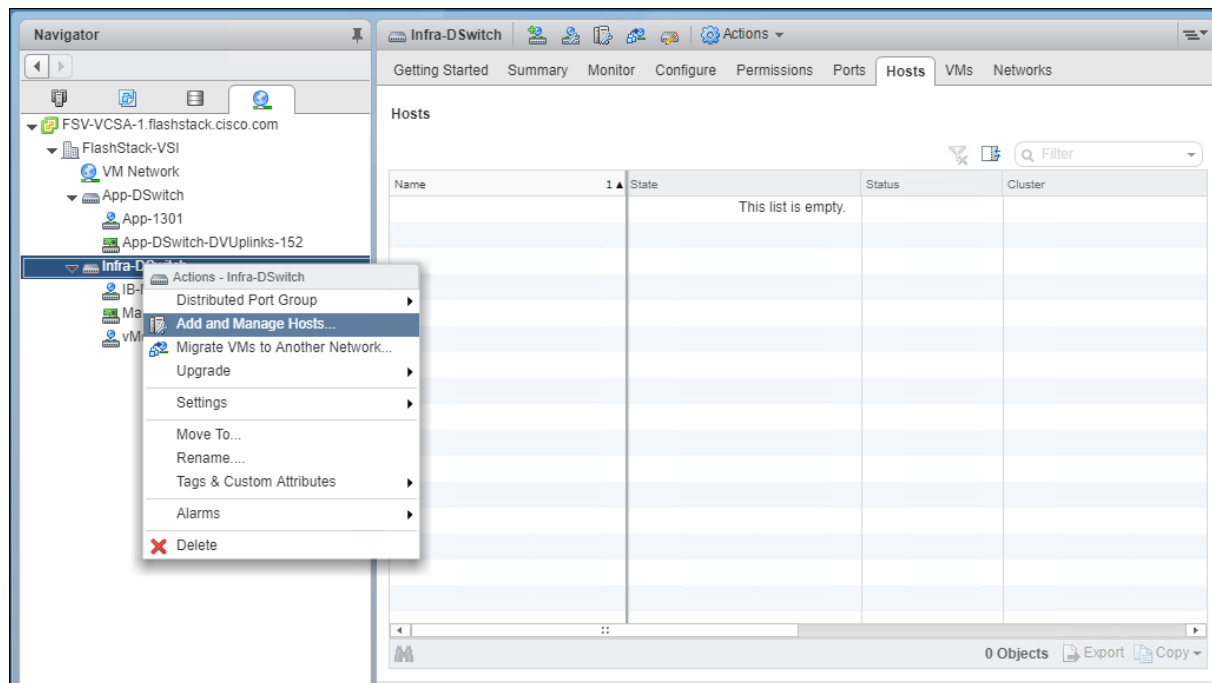 Navigator
Infra-DSwitch
Actions
Getting Started Summary Monitor Configure Permissions Ports Hosts VMs Networks
FSV-VCSA-1.flashstack.cisco.com
FlashStack-VSI
VM Network
App-DSwitch
App-1301
App-DSwitch-DVUplinks-152
Infra-DSwitch
IB-
Ma
vM
Actions - Infra-DSwitch
Distributed Port Group
Add and Manage Hosts...
Migrate VMs to Another Network...
Upgrade
Settings
Move To...
Rename....
Tags & Custom Attributes
Alarms
Delete
Hosts
Filter
Name 1 State Status Cluster
This list is empty.
0 Objects Export Copy